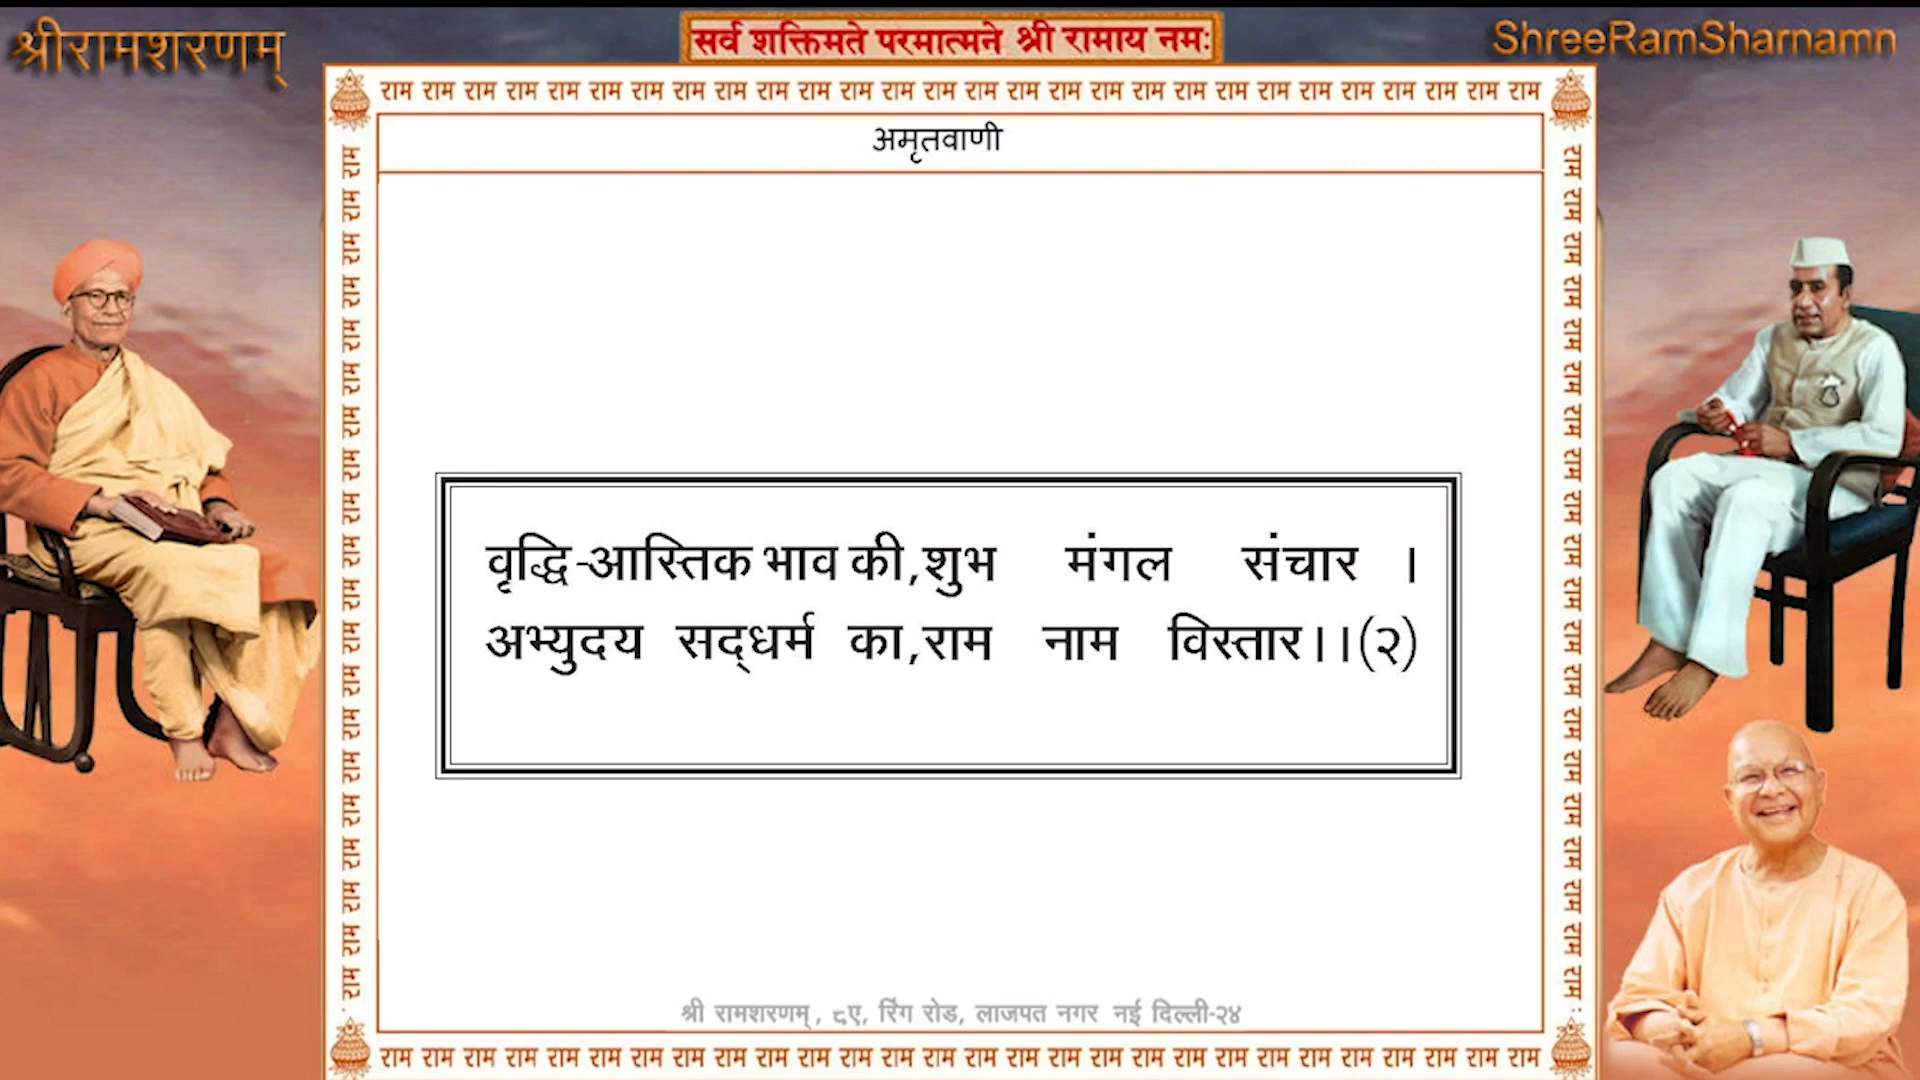 श्रीरामशरणम्
सर्व शक्तिमते परमात्मने श्री रामाय नमः
ShreeRamSharnamn
राम राम राम राम राम राम राम राम राम राम राम राम राम राम राम राम राम राम राम राम राम राम राम राम राम राम राम राम
अमृतवाणी
राम राम राम राम राम राम राम राम राम राम राम राम राम राम राम राम राम राम राम राम
राम राम राम राम राम राम राम राम राम राम राम राम राम राम राम राम राम राम राम राम
वृद्धि-आस्तिक भाव की,शुभ मंगल संचार ।
अभ्युदय सद्धर्म का,राम नाम विस्तार।।(२)
श्री रामशरणम् , ८ए, रिंग रोड, लाजपत नगर नई दिल्ली-२४
राम राम राम राम राम राम राम राम राम राम राम राम राम राम राम राम राम राम राम राम राम राम राम राम राम राम राम राम